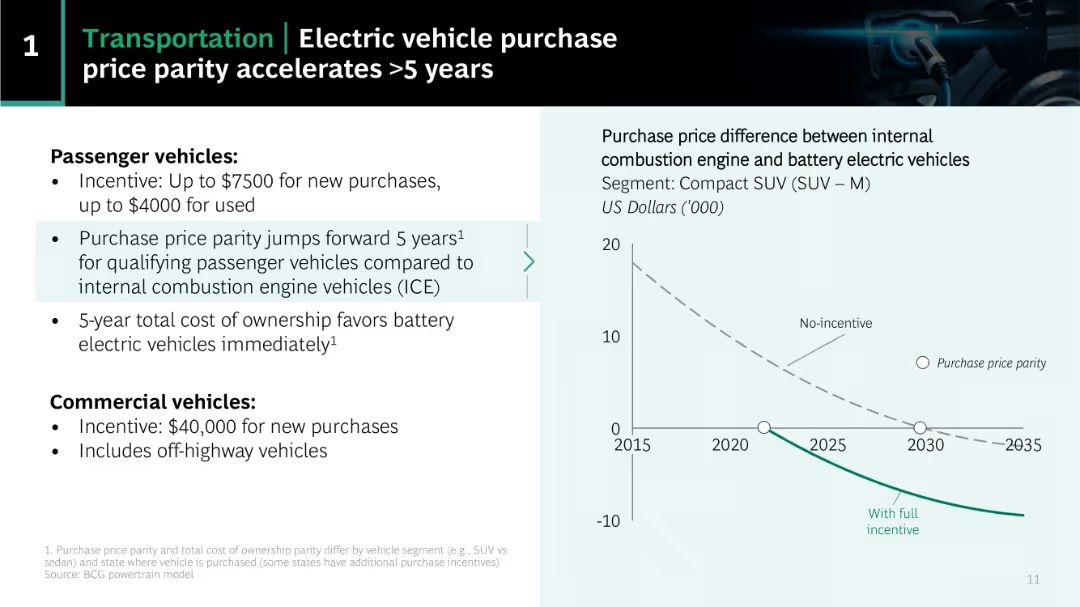 1
Transportation | Electric vehicle purchase
price parity accelerates >5 years
Passenger vehicles:
• Incentive: Up to $7500 for new purchases,
up to $4000 for used
• Purchase price parity jumps forward 5 years¹
for qualifying passenger vehicles compared to
internal combustion engine vehicles (ICE)
• 5-year total cost of ownership favors battery
electric vehicles immediately¹
Commercial vehicles:
• Incentive: $40,000 for new purchases
• Includes off-highway vehicles
1. Purchase price parity and total cost of ownership parity differ by vehicle segment (e.g., SUV vs
sedan) and state where vehicle is purchased (some states have additional purchase incentives)
Source: BCG powertrain model
Purchase price difference between internal
combustion engine and battery electric vehicles
Segment: Compact SUV (SUV – M)
US Dollars ('000)
20
No-incentive
10
Purchase price parity
0
2015 2020 2025 2030 2035
With full
incentive
-10
11